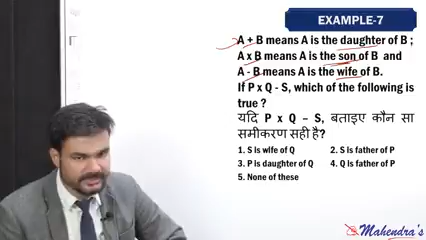 EXAMPLE-7
A + B means A is the daughter of B ;
A x B means A is the son of B and
A - B means A is the wife of B.
If P x Q - S, which of the following is
true ?
यदि P x Q – S, बताइए कौन सा
समीकरण सही है?
1. S is wife of Q 2. S is father of P
3. P is daughter of Q 4. Q is father of P
5. None of these
Mahendra's